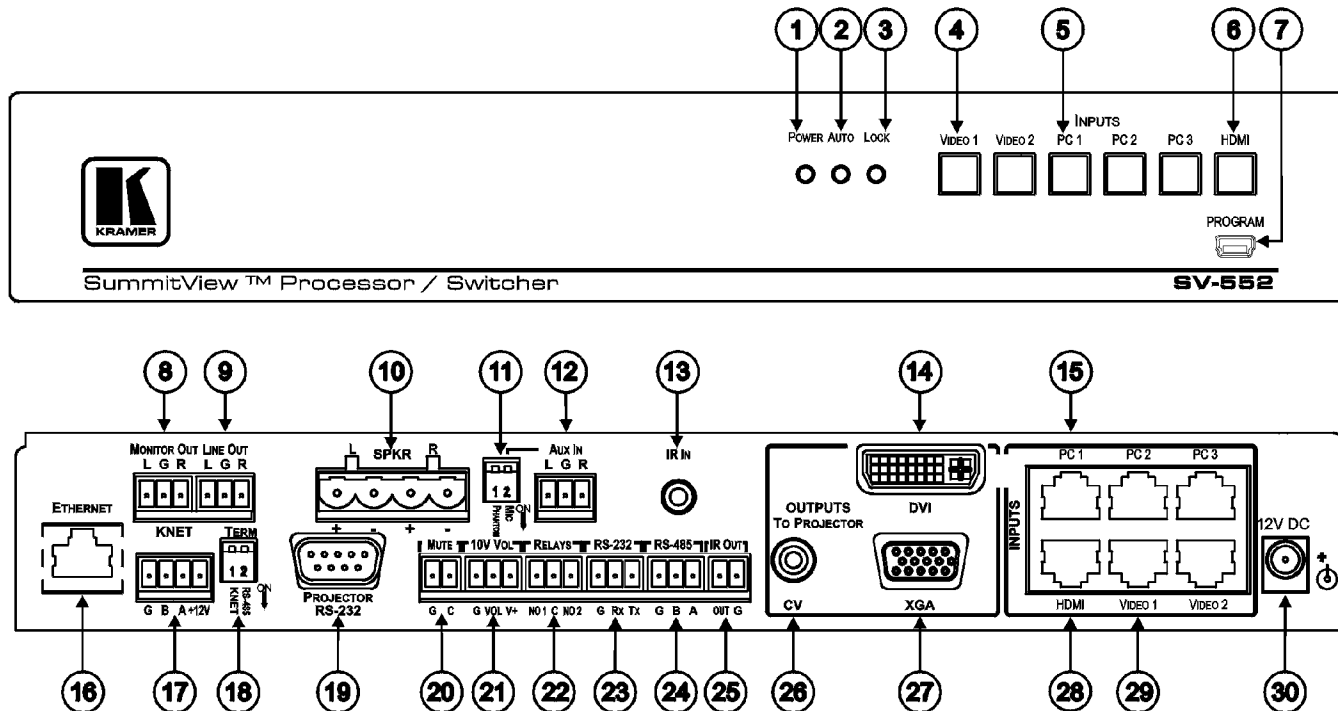 1 2 3 4 5 6 7
INPUTS
POWER AUTO LOCK VIDEO 1 VIDEO 2 PC 1 PC 2 PC 3 HDMI
PROGRAM
K
KRAMER
SummitView ™ Processor / Switcher SV-552
8 9 10 11 12 13 14 15
MONITOR OUT LINE OUT L SPKR R AUX IN IR IN PC 1 PC 2 PC 3
L G R L G R L G R
ETHERNET
1 2
MIC
PHANTOM
ON
OUTPUTS
TO PROJECTOR
DVI
INPUTS
12V DC
KNET TERM + - + -
1 2
RS-485
KNET
ON
MUTE 10V VOL RELAYS RS-232 RS-485 IR OUT
+
G B A +12V PROJECTOR
RS-232
G C G VOL V+ NO 1 C NO 2 G Rx Tx G B A OUT G
CV XGA HDMI VIDEO 1 VIDEO 2
16 17 18 19 20 21 22 23 24 25 26 27 28 29 30